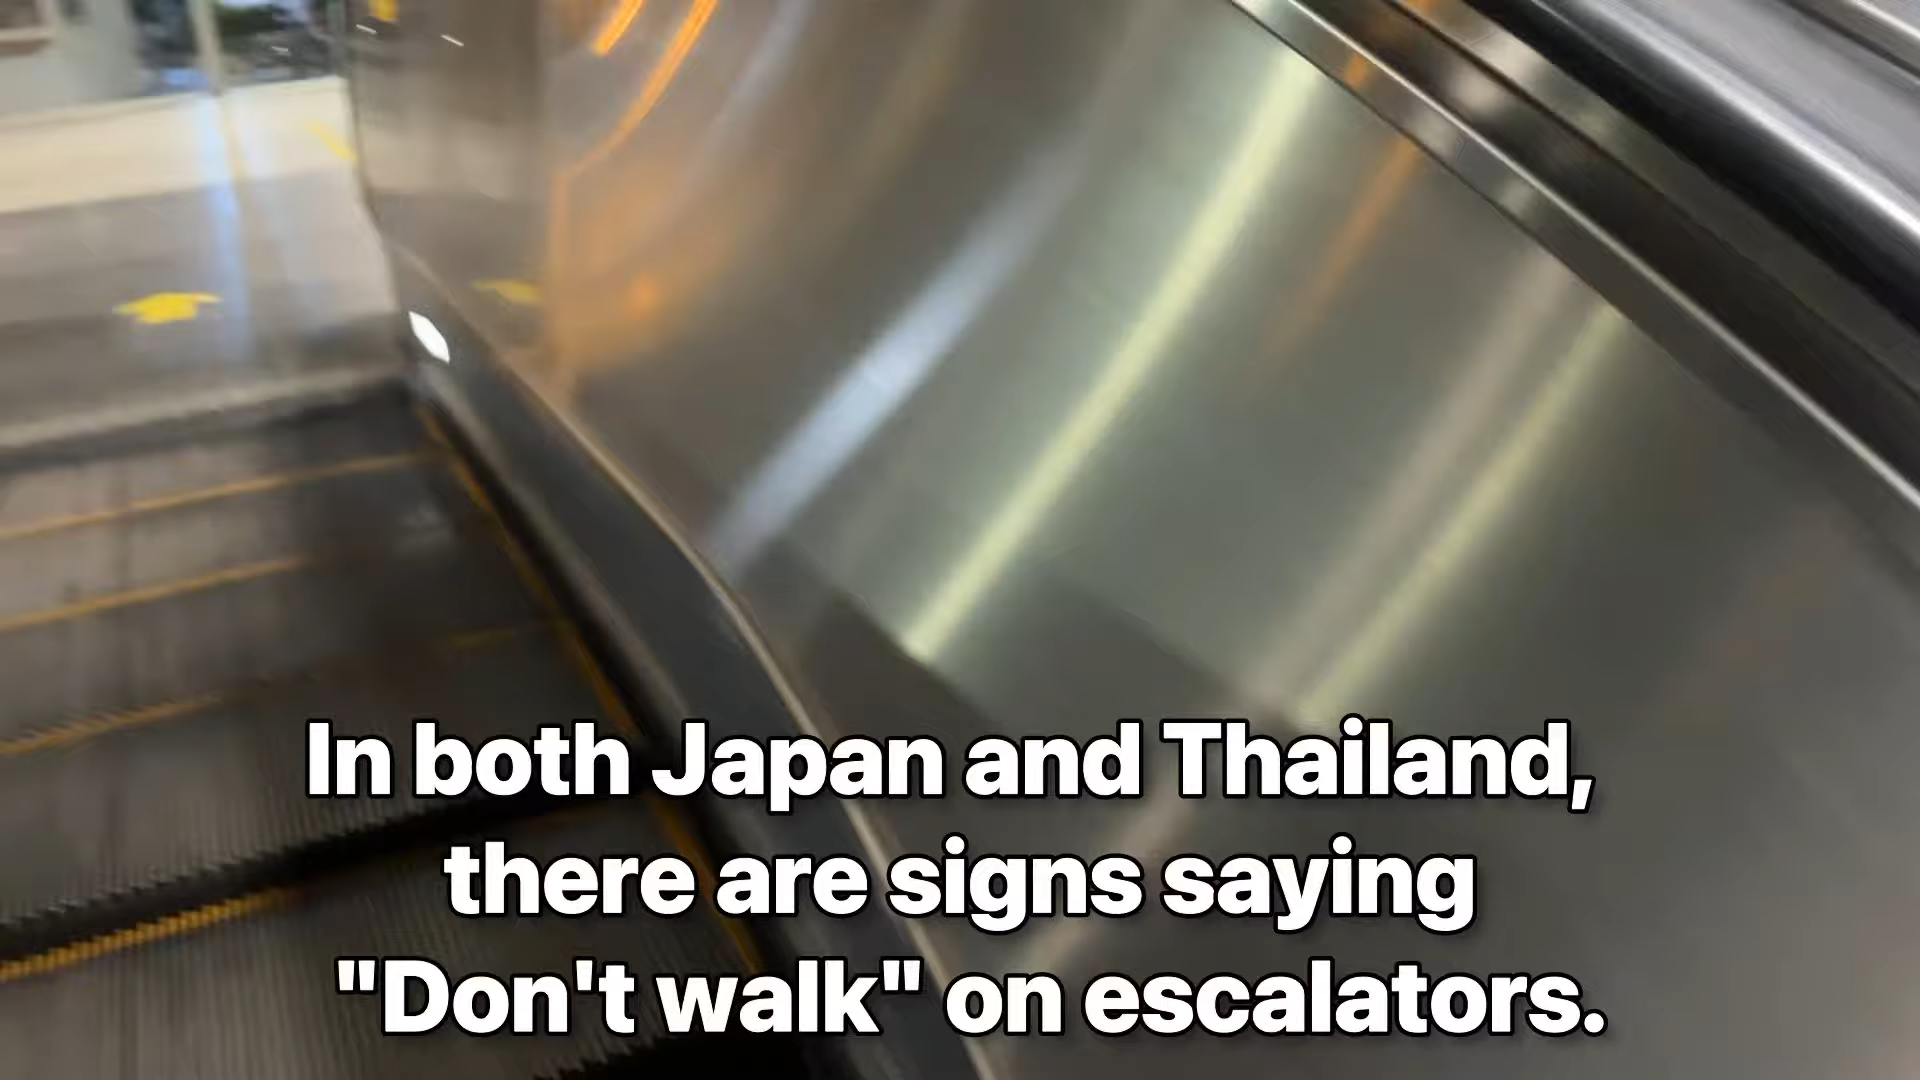 In both Japan and Thailand,
there are signs saying
"Don't walk" on escalators.